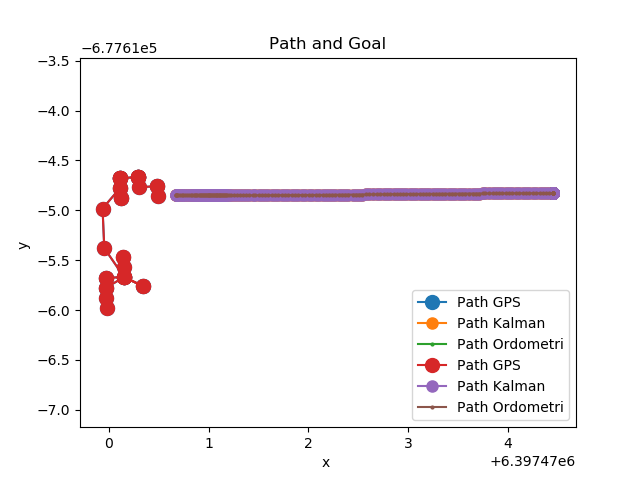 Path and Goal
−6.7761e5
−3.5
−4.0
−4.5
−5.0
−5.5
−6.0
−6.5
−7.0
y
Path GPS
Path Kalman
Path Ordometri
Path GPS
Path Kalman
Path Ordometri
0 1 2 3 4
x
+6.39747e6